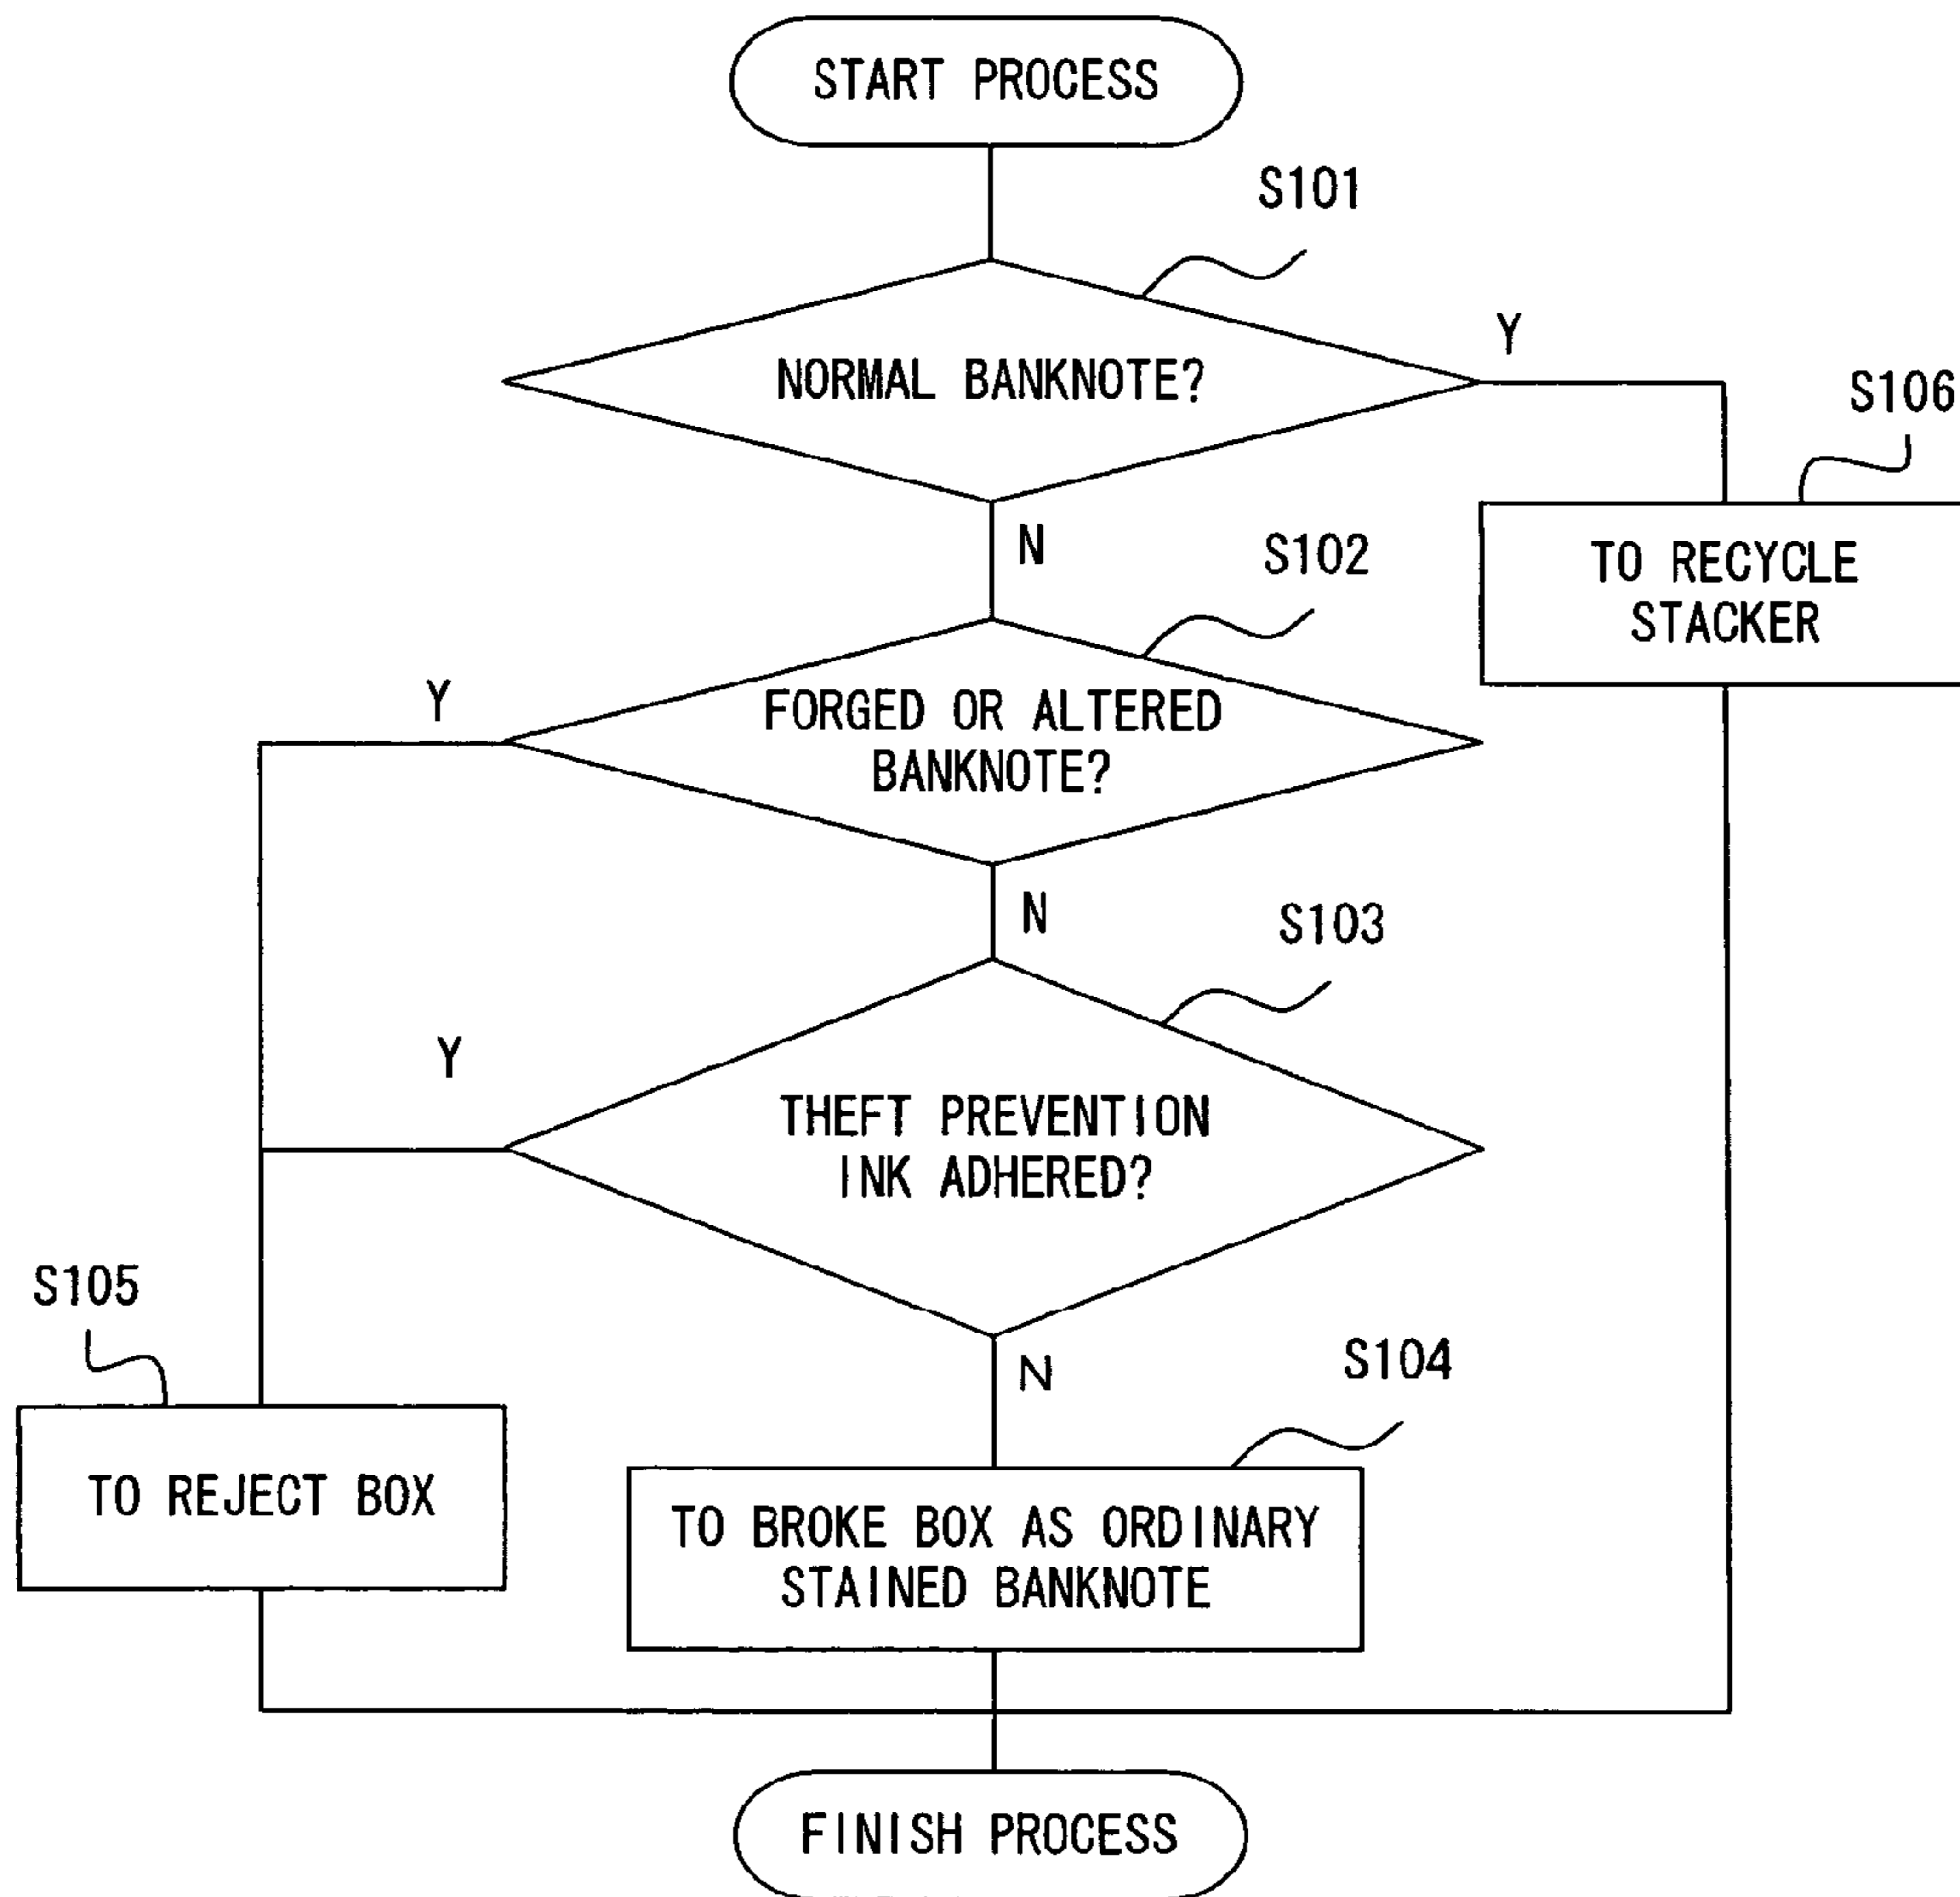 START PROCESS
S101
NORMAL BANKNOTE?
Y
S106
TO RECYCLE
STACKER
N
S102
Y
FORGED OR ALTERED
BANKNOTE?
N
S103
Y
THEFT PREVENTION
INK ADHERED?
S105
N
S104
TO REJECT BOX
TO BROKE BOX AS ORDINARY
STAINED BANKNOTE
FINISH PROCESS